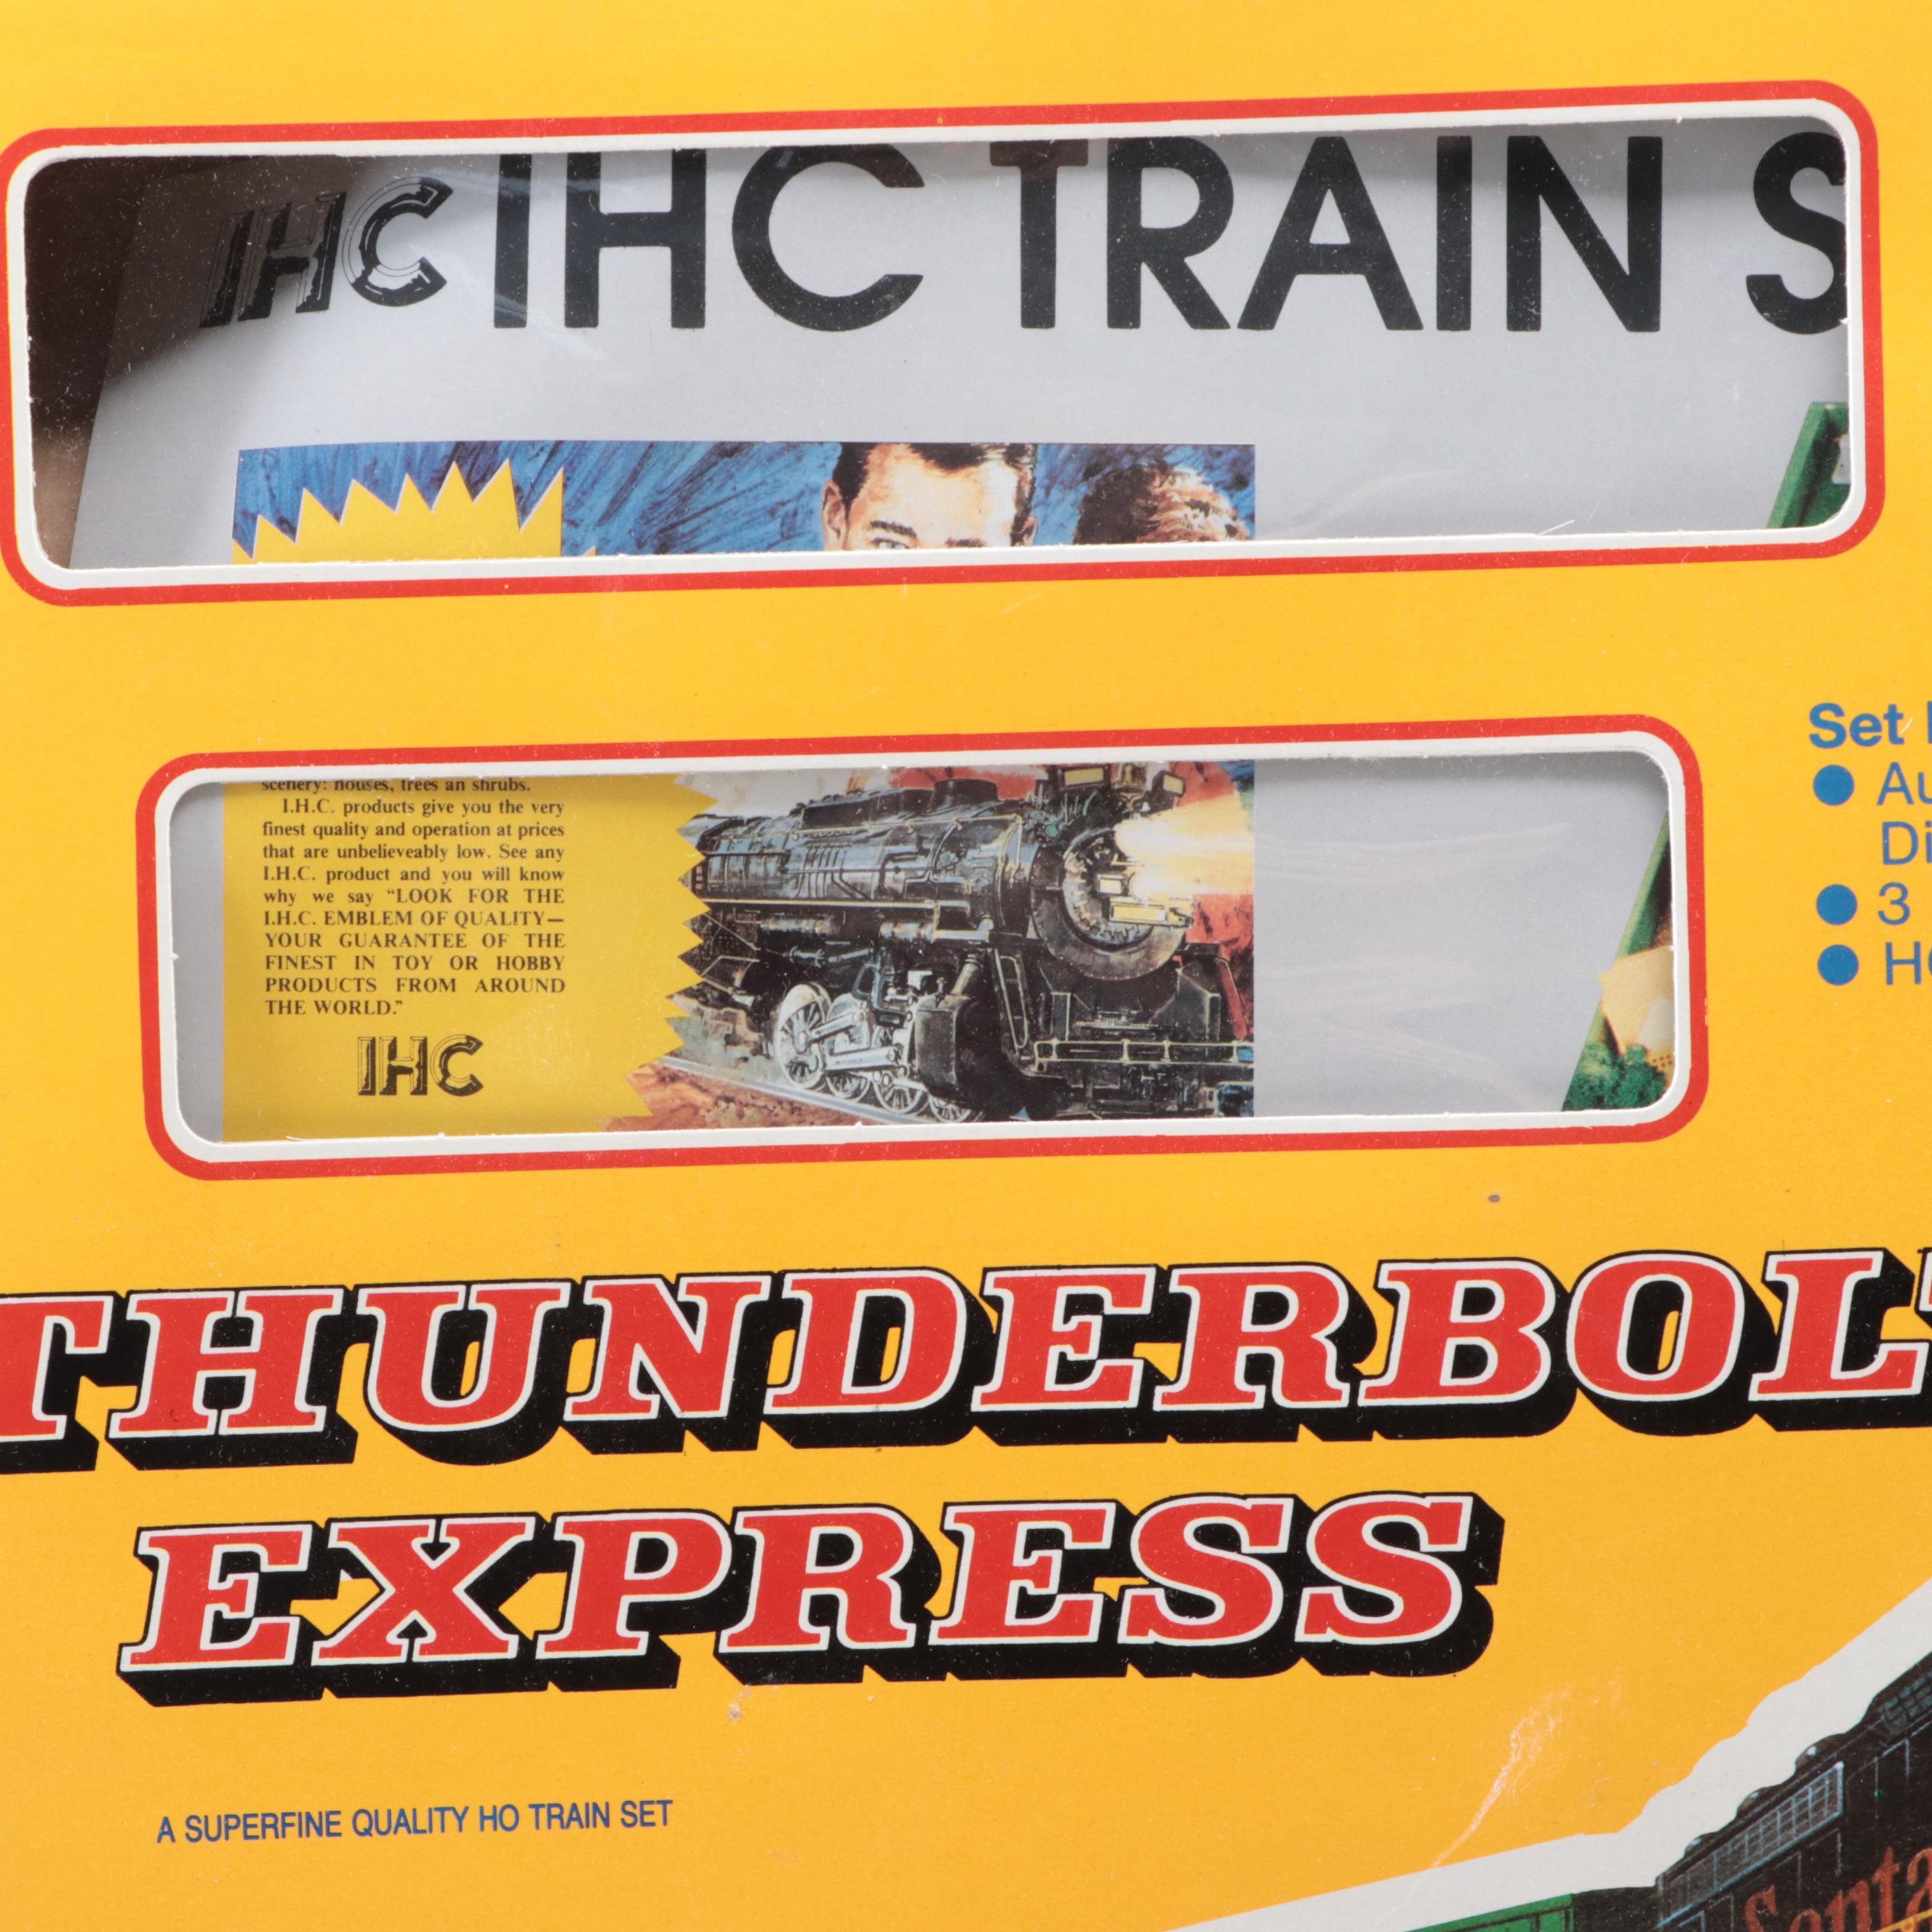 IHC IHC TRAIN S
scenery: houses, trees an shrubs.
I.H.C. products give you the very
finest quality and operation at prices
that are unbelieveably low. See any
I.H.C. product and you will know
why we say "LOOK FOR THE
I.H.C. EMBLEM OF QUALITY—
YOUR GUARANTEE OF THE
FINEST IN TOY OR HOBBY
PRODUCTS FROM AROUND
THE WORLD."
IHC
Set
Au
Di
3
HO
THUNDERBOLT
EXPRESS
A SUPERFINE QUALITY HO TRAIN SET
Santa